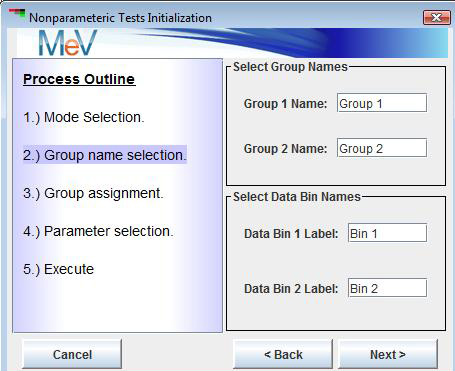 Nonparametric Tests Initialization
MeV
Process Outline
1.) Mode Selection.
2.) Group name selection.
3.) Group assignment.
4.) Parameter selection.
5.) Execute
Select Group Names
Group 1 Name: Group 1
Group 2 Name: Group 2
Select Data Bin Names
Data Bin 1 Label: Bin 1
Data Bin 2 Label: Bin 2
Cancel
< Back
Next >